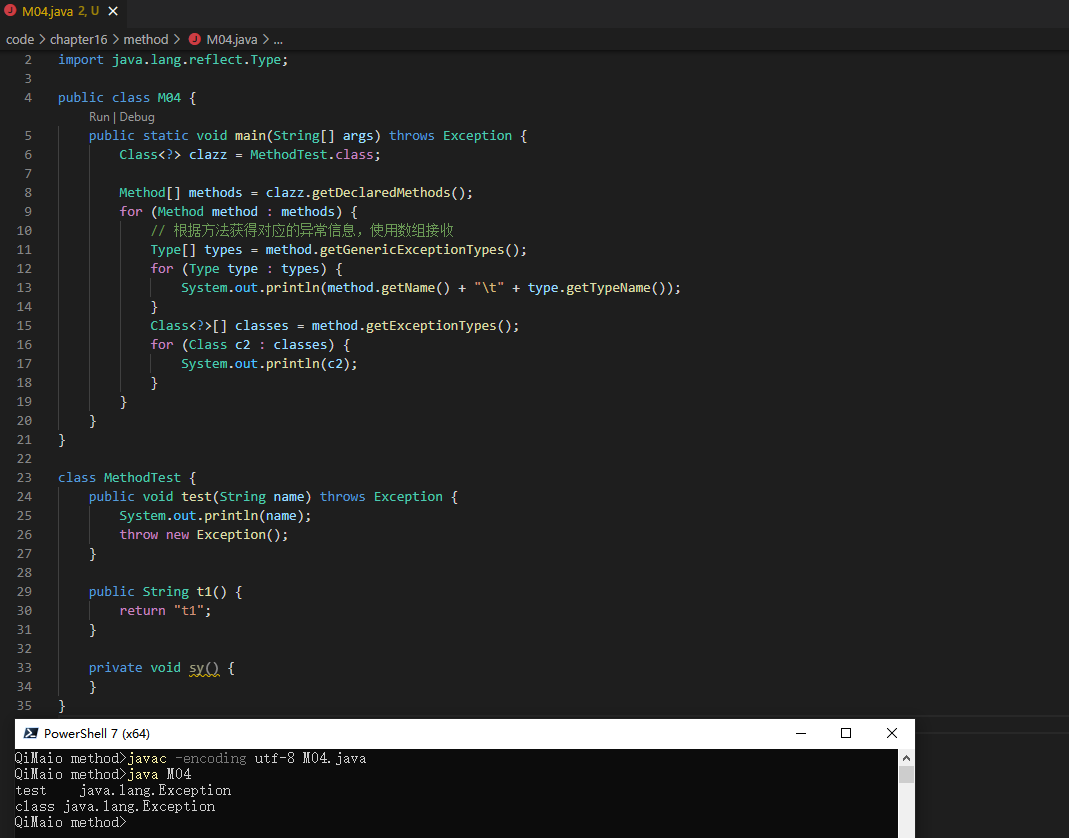 M04.java 2, U
code > chapter16 > method > M04.java > ...
2 import java.lang.reflect.Type;
3
4 public class M04 {
Run | Debug
5 public static void main(String[] args) throws Exception {
6 Class<?> clazz = MethodTest.class;
7
8 Method[] methods = clazz.getDeclaredMethods();
9 for (Method method : methods) {
10 // 根据方法获得对应的异常信息，使用数组接收
11 Type[] types = method.getGenericExceptionTypes();
12 for (Type type : types) {
13 System.out.println(method.getName() + "\t" + type.getTypeName());
14 }
15 Class<?>[] classes = method.getExceptionTypes();
16 for (Class c2 : classes) {
17 System.out.println(c2);
18 }
19 }
20 }
21 }
22
23 class MethodTest {
24 public void test(String name) throws Exception {
25 System.out.println(name);
26 throw new Exception();
27 }
28
29 public String t1() {
30 return "t1";
31 }
32
33 private void sy() {
34 }
35 }
PowerShell 7 (x64)
QiMaio method>javac -encoding utf-8 M04.java
QiMaio method>java M04
test java.lang.Exception
class java.lang.Exception
QiMaio method>